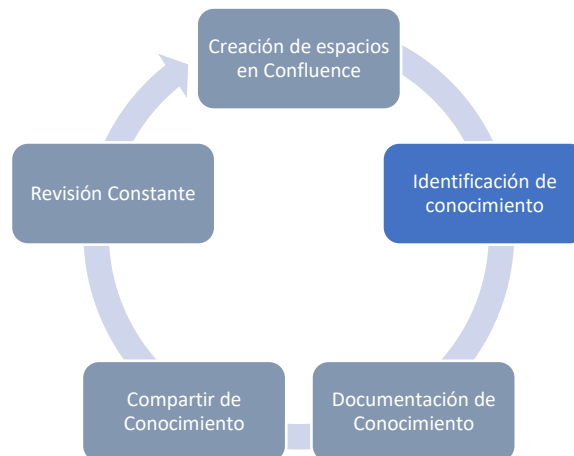 Creación de espacios
en Confluence
Identificación de
conocimiento
Documentación de
Conocimiento
Compartir de
Conocimiento
Revisión Constante